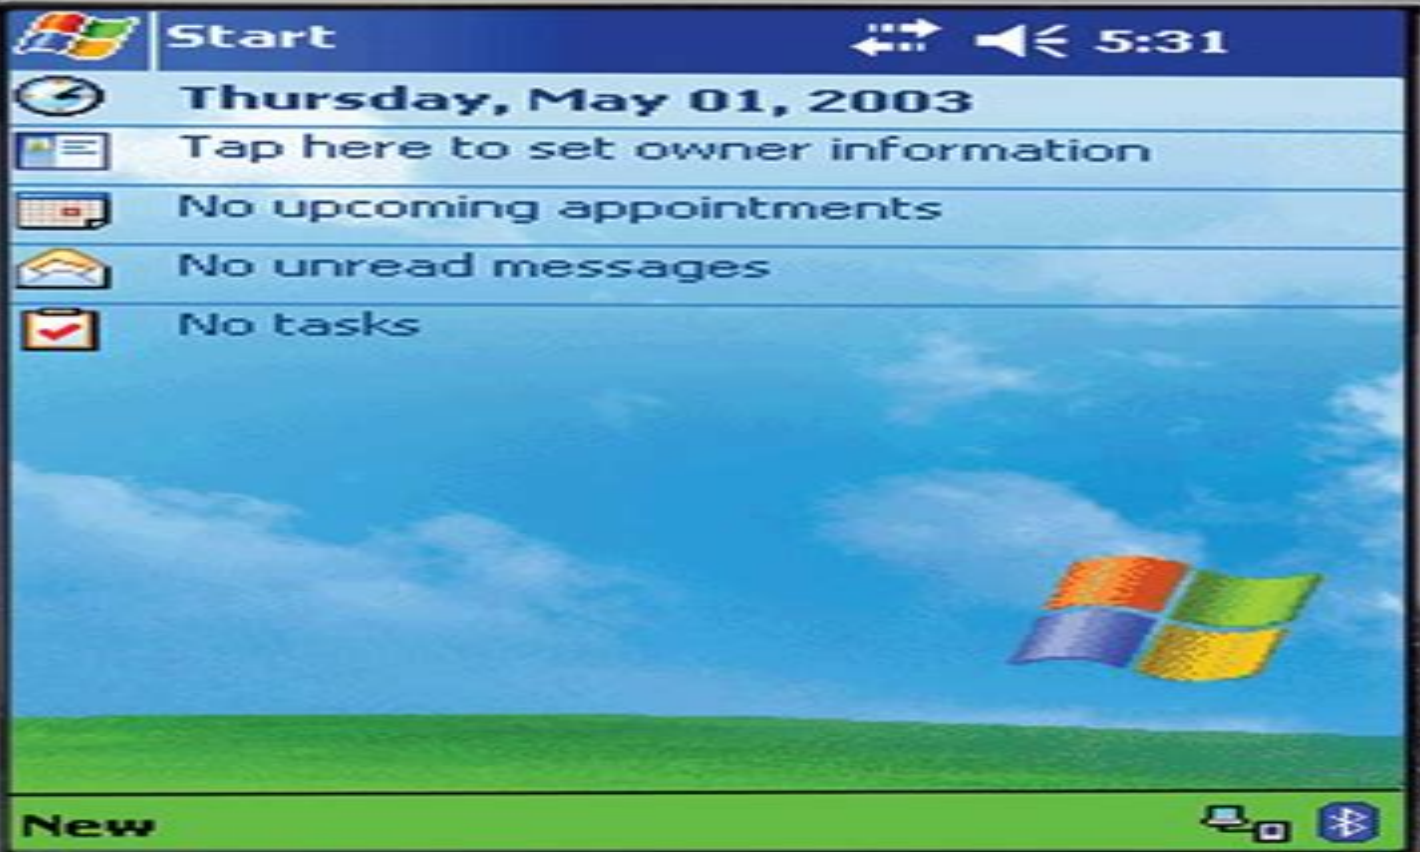 Start 5:31
Thursday, May 01, 2003
Tap here to set owner information
No upcoming appointments
No unread messages
No tasks
New